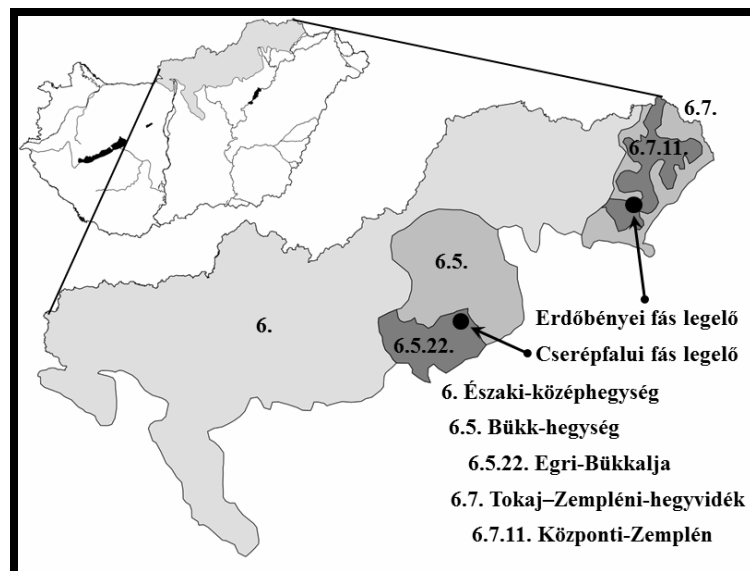 6.7.
6.7.11.
6.5.
6.
6.5.22.
Erdőbényei fás legelő
Cserépfalui fás legelő
6. Északi-középhegység
6.5. Bükk-hegység
6.5.22. Egri-Bükkalja
6.7. Tokaj–Zempléni-hegyvidék
6.7.11. Központi-Zemplén